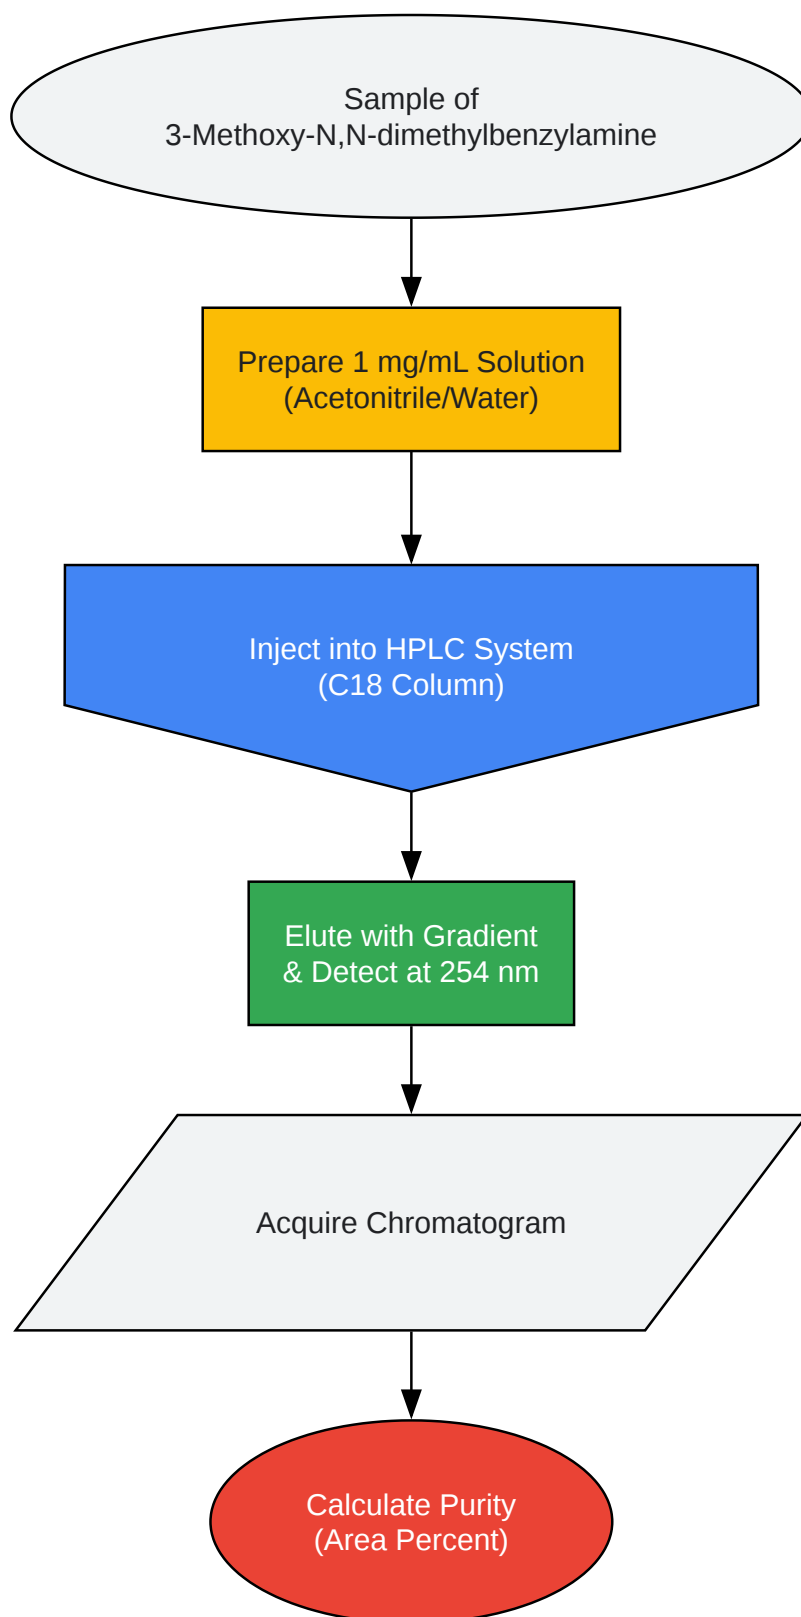 Sample of
3-Methoxy-N,N-dimethylbenzylamine
Prepare 1 mg/mL Solution
(Acetonitrile/Water)
Inject into HPLC System
(C18 Column)
Elute with Gradient
& Detect at 254 nm
Acquire Chromatogram
Calculate Purity
(Area Percent)